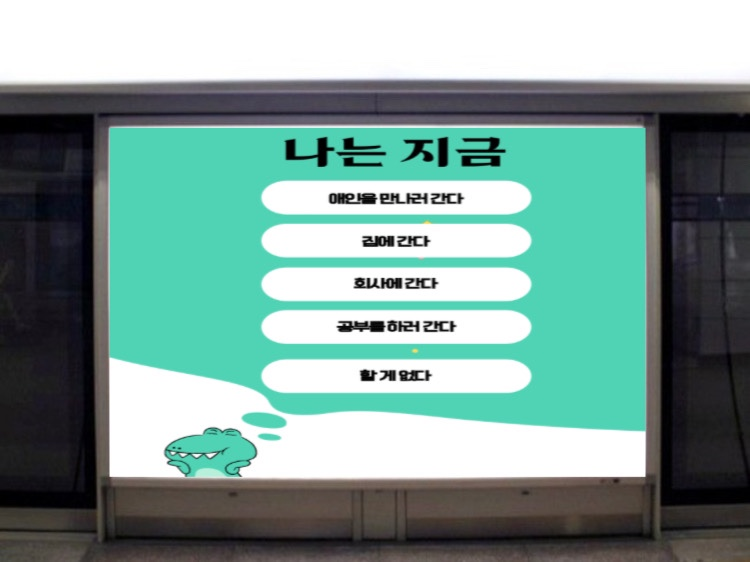 나는 지금
애인을 만나러 간다
집에 간다
회사에 간다
공부를 하러 간다
할 게 없다